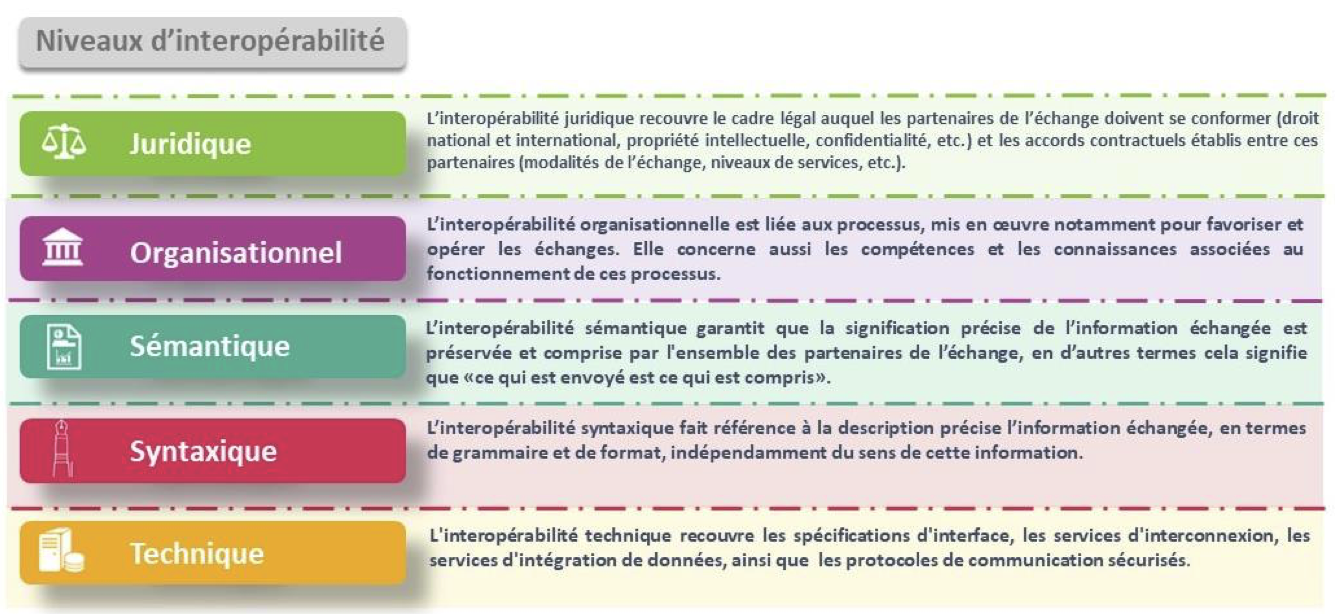 Niveaux d’interopérabilité
Juridique
L’interopérabilité juridique recouvre le cadre légal auquel les partenaires de l’échange doivent se conformer (droit
national et international, propriété intellectuelle, confidentialité, etc.) et les accords contractuels établis entre ces
partenaires (modalités de l’échange, niveaux de services, etc.).
Organisationnel
L’interopérabilité organisationnelle est liée aux processus, mis en œuvre notamment pour favoriser et
opérer les échanges. Elle concerne aussi les compétences et les connaissances associées au
fonctionnement de ces processus.
Sémantique
L’interopérabilité sémantique garantit que la signification précise de l’information échangée est
préservée et comprise par l'ensemble des partenaires de l’échange, en d’autres termes cela signifie
que «ce qui est envoyé est ce qui est compris».
Syntaxique
L’interopérabilité syntaxique fait référence à la description précise l’information échangée, en termes
de grammaire et de format, indépendamment du sens de cette information.
Technique
L'interopérabilité technique recouvre les spécifications d'interface, les services d'interconnexion, les
services d'intégration de données, ainsi que les protocoles de communication sécurisés.